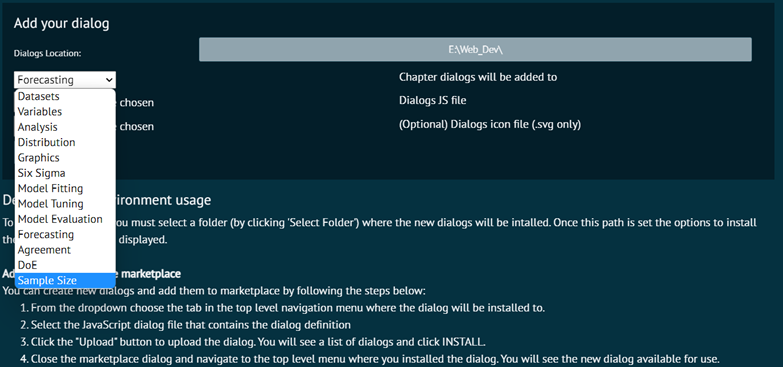 Add your dialog
Dialogs Location:
E:\Web_Dev\
Forecasting
Chapter dialogs will be added to
Datasets
chosen
Dialogs JS file
Variables
Analysis
chosen
(Optional) Dialogs icon file (.svg only)
Distribution
Graphics
Six Sigma
Model Fitting
Model Tuning
Model Evaluation
Forecasting
Agreement
DoE
Sample Size
De ironment usage
To you must select a folder (by clicking 'Select Folder') where the new dialogs will be intalled. Once this path is set the options to install
the displayed.
Ad marketplace
You can create new dialogs and add them to marketplace by following the steps below:
1. From the dropdown choose the tab in the top level navigation menu where the dialog will be installed to.
2. Select the JavaScript dialog file that contains the dialog definition
3. Click the "Upload" button to upload the dialog. You will see a list of dialogs and click INSTALL.
4. Close the marketplace dialog and navigate to the top level menu where you installed the dialog. You will see the new dialog available for use.